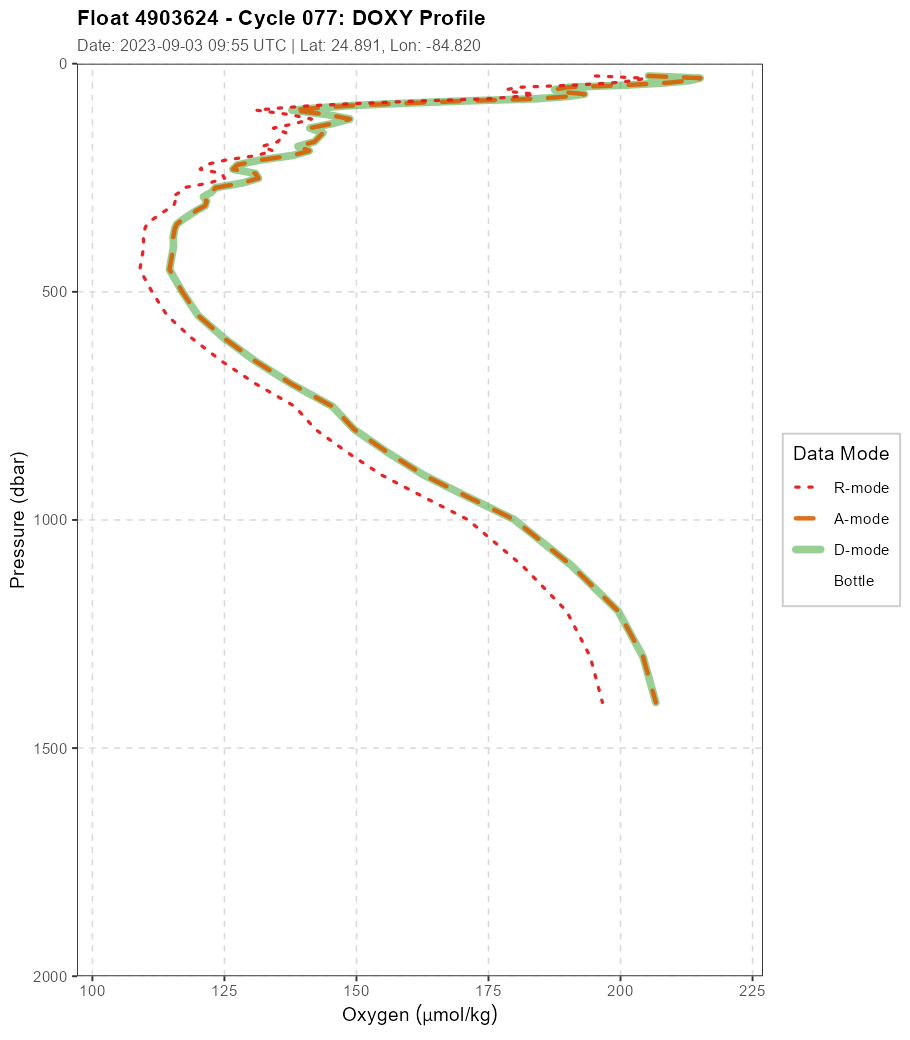 Float 4903624 - Cycle 077: DOXY Profile
Date: 2023-09-03 09:55 UTC | Lat: 24.891, Lon: -84.820
0
500
1000
1500
2000
Pressure (dbar)
100 125 150 175 200 225
Oxygen (μmol/kg)
Data Mode
R-mode
A-mode
D-mode
Bottle